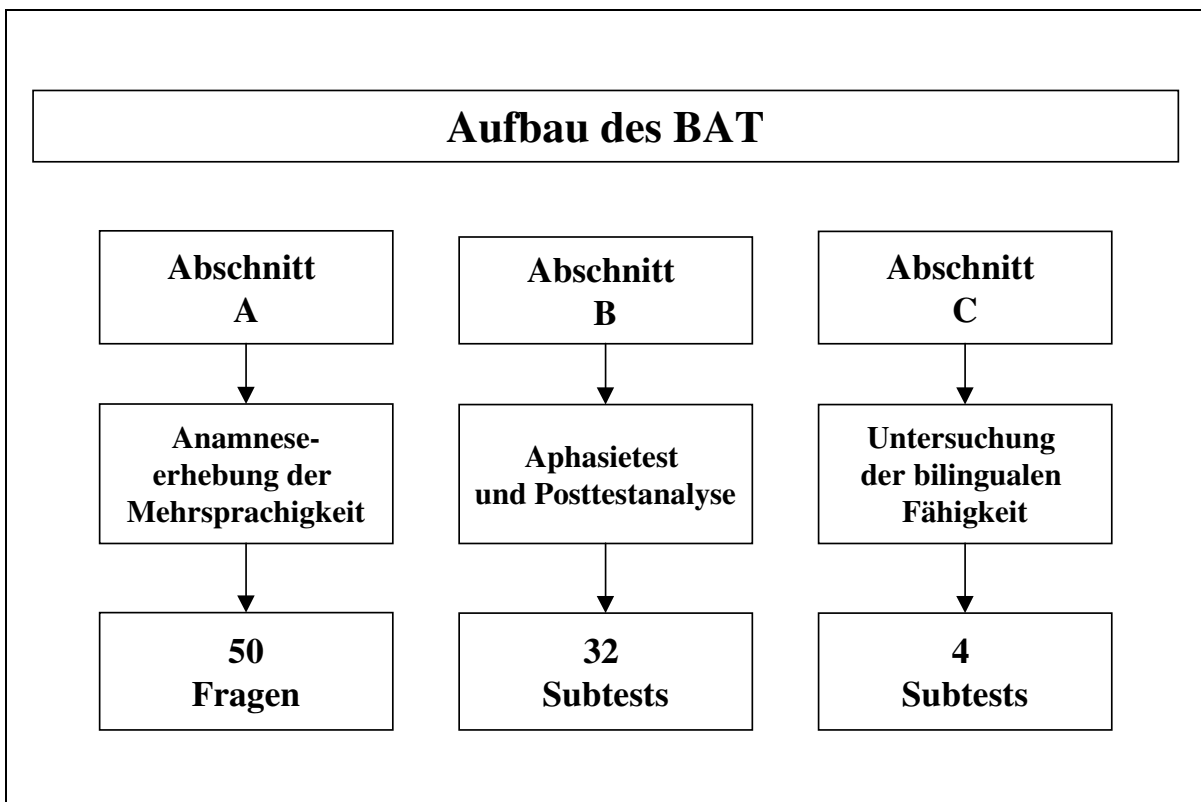 Aufbau des BAT
Abschnitt
A
Anamnese-
erhebung der
Mehrsprachigkeit
50
Fragen
Abschnitt
B
Aphasietest
und Posttestanalyse
32
Subtests
Abschnitt
C
Untersuchung
der bilingualen
Fähigkeit
4
Subtests